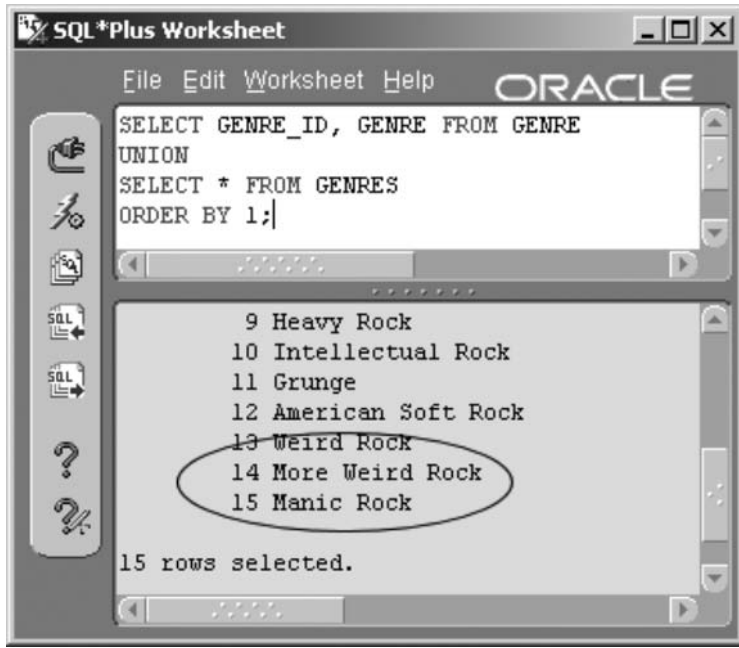 SQL*Plus Worksheet
File Edit Worksheet Help
ORACLE
SELECT GENRE_ID, GENRE FROM GENRE
UNION
SELECT * FROM GENRES
ORDER BY 1;
9 Heavy Rock
10 Intellectual Rock
11 Grunge
12 American Soft Rock
13 Weird Rock
14 More Weird Rock
15 Manic Rock
15 rows selected.
SQL
SQL